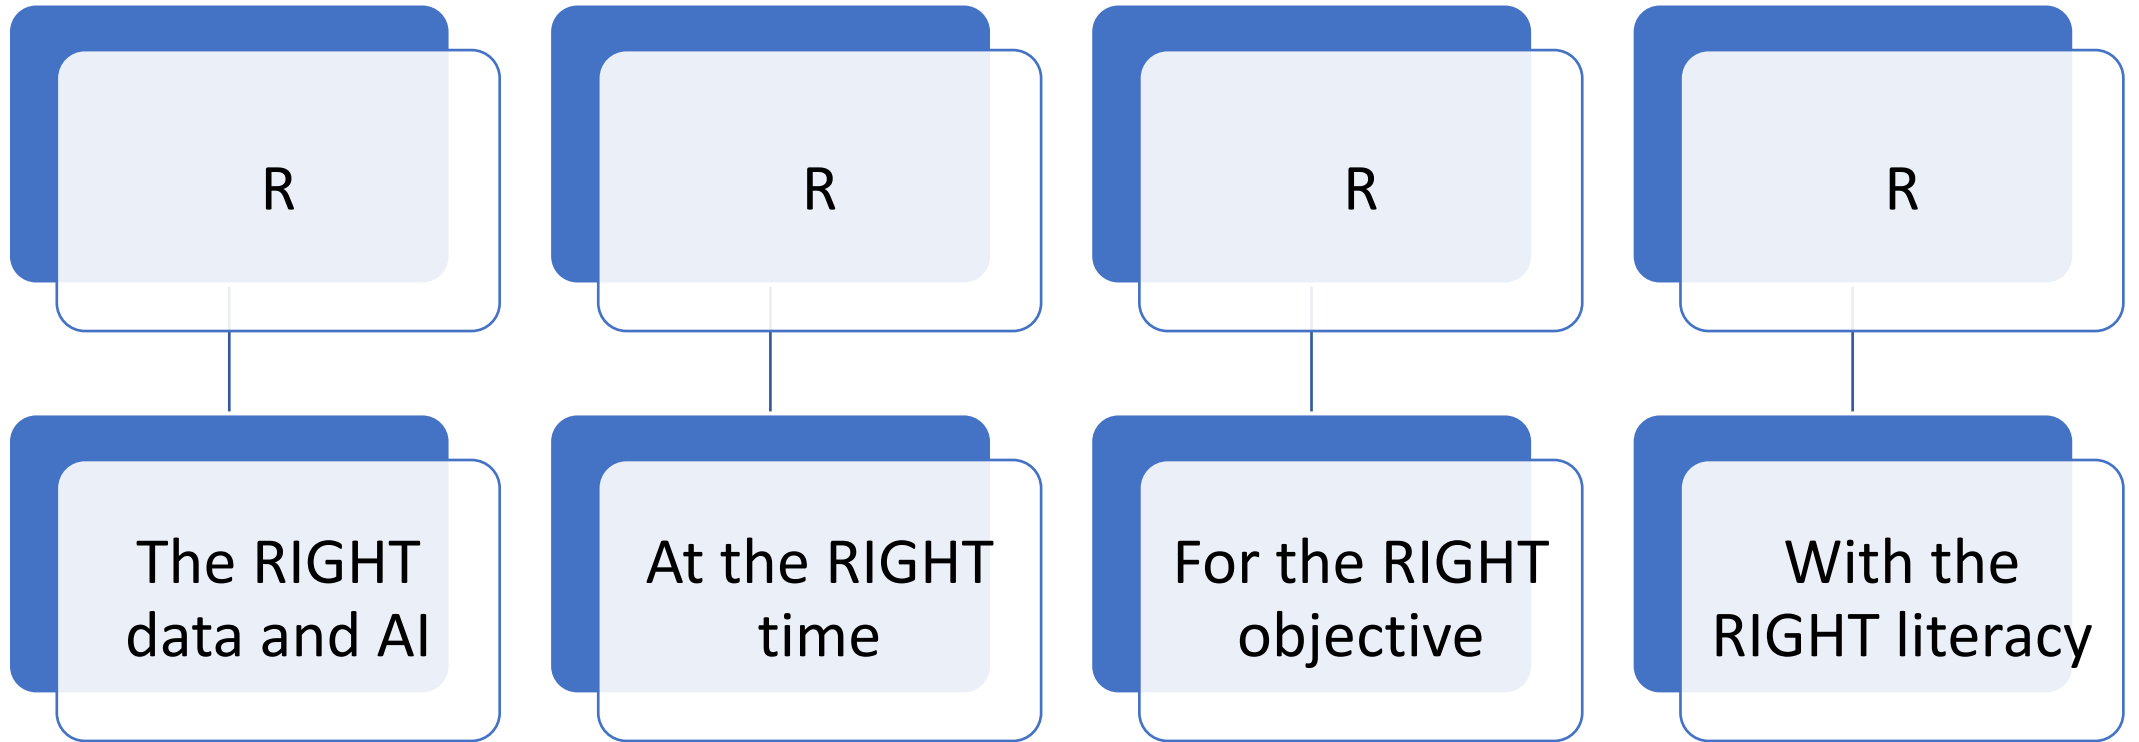 R
R
R
R
The RIGHT
data and AI
At the RIGHT
time
For the RIGHT
objective
With the
RIGHT literacy